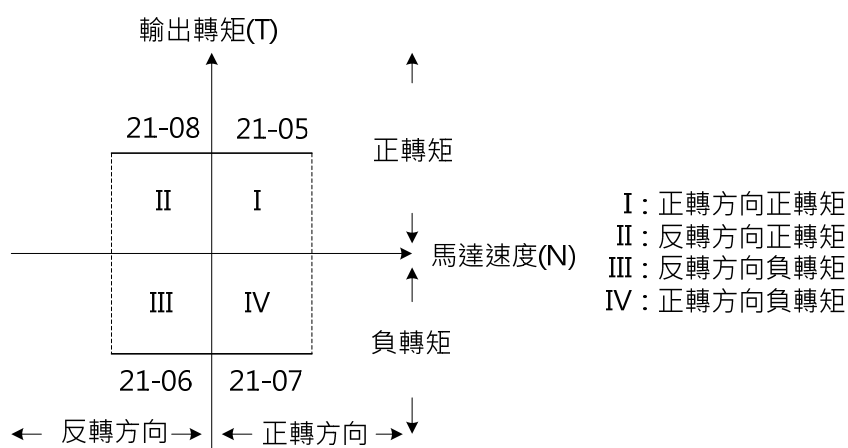 輸出轉矩(T)
21-08
21-05
正轉矩
II
I
馬達速度(N)
III
IV
負轉矩
21-06
21-07
反轉方向
正轉方向
I：正轉方向正轉矩
II：反轉方向正轉矩
III：反轉方向負轉矩
IV：正轉方向負轉矩